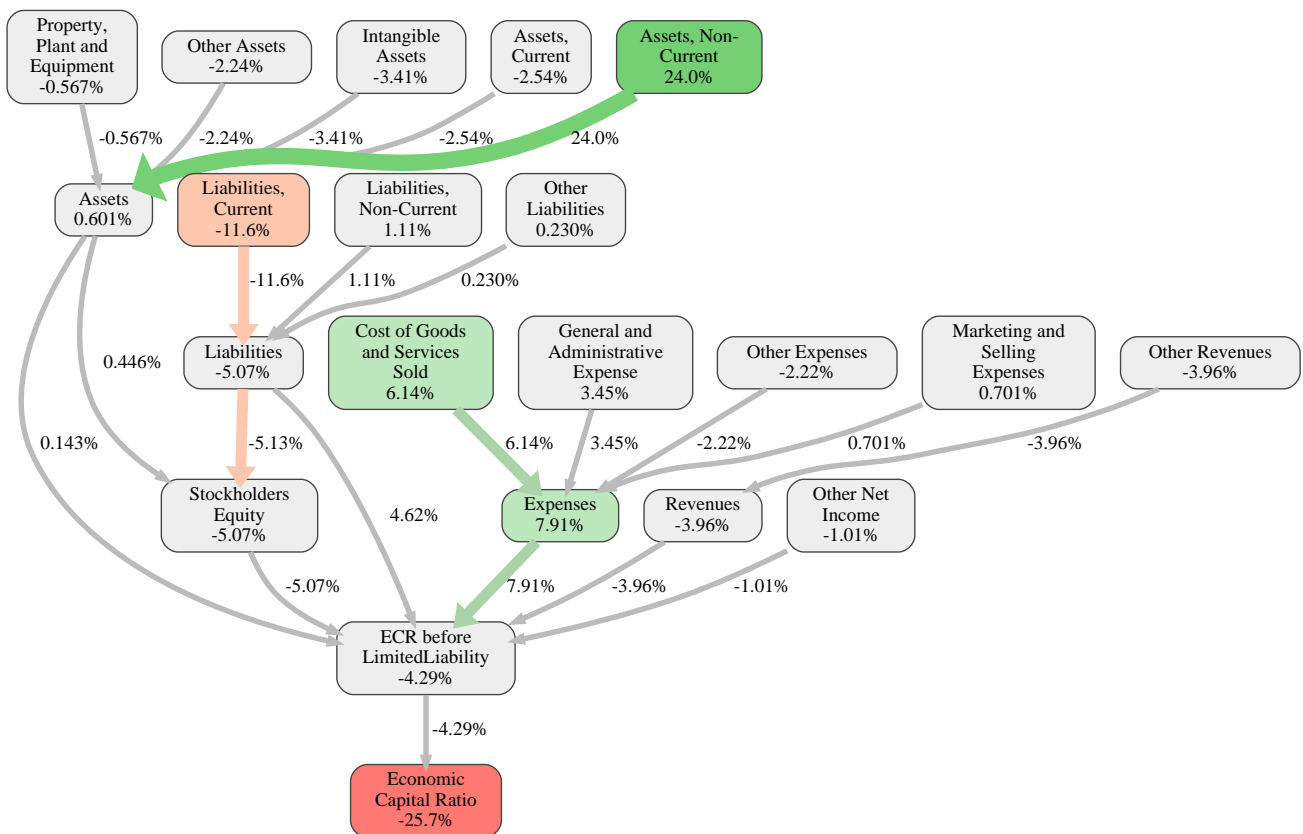 Property,
Plant and
Equipment
-0.567%
Other Assets
-2.24%
Intangible
Assets
-3.41%
Assets,
Current
-2.54%
Assets, Non-
Current
24.0%
-0.567%
-2.24%
-3.41%
-2.54%
24.0%
Assets
0.601%
Liabilities,
Current
-11.6%
Liabilities,
Non-Current
1.11%
Other
Liabilities
0.230%
-11.6%
1.11%
0.230%
Cost of Goods
and Services
Sold
6.14%
General and
Administrative
Expense
3.45%
Other Expenses
-2.22%
Marketing and
Selling
Expenses
0.701%
Other Revenues
-3.96%
Liabilities
-5.07%
0.446%
0.143%
-5.13%
6.14%
3.45%
-2.22%
0.701%
-3.96%
Stockholders
Equity
-5.07%
4.62%
Expenses
7.91%
Revenues
-3.96%
Other Net
Income
-1.01%
-5.07%
7.91%
-3.96%
-1.01%
ECR before
LimitedLiability
-4.29%
-4.29%
Economic
Capital Ratio
-25.7%